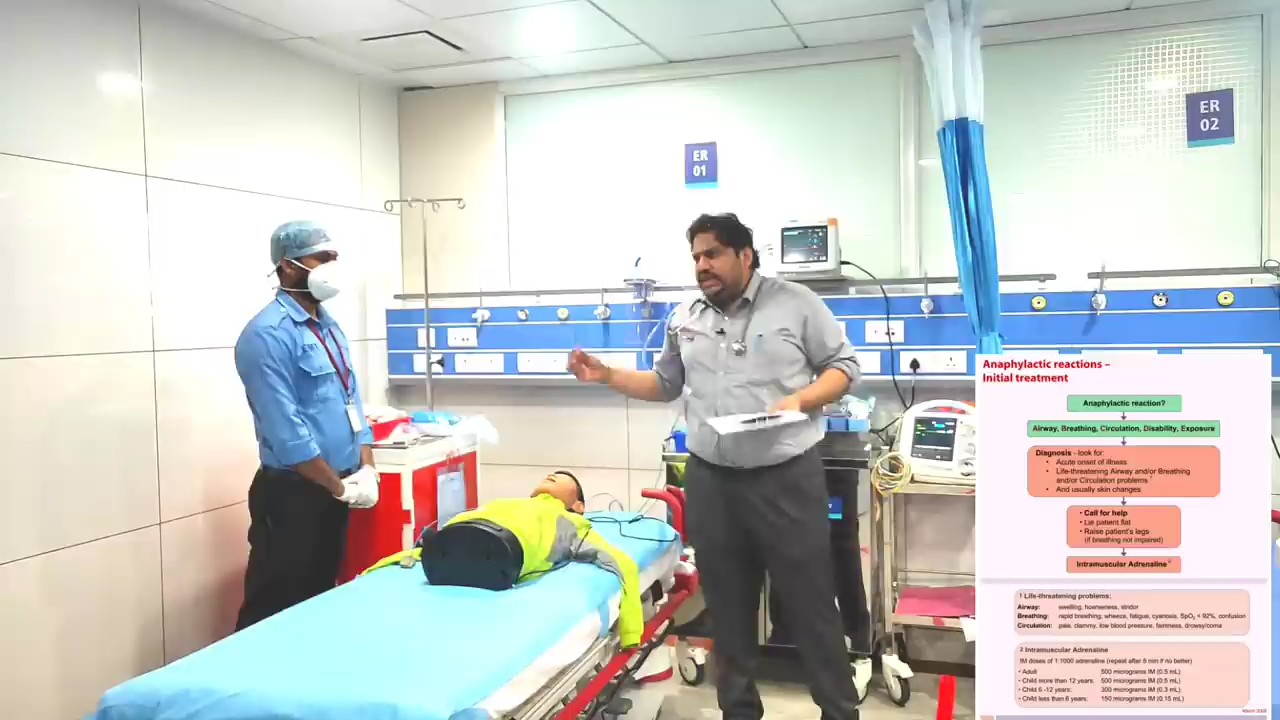 ER
01
ER
02
Anaphylactic reactions –
Initial treatment
Anaphylactic reaction?
Airway, Breathing, Circulation, Disability, Exposure
Diagnosis - look for:
• Acute onset of illness
• Life-threatening Airway and/or Breathing
and/or Circulation problems 1
• And usually skin changes
• Call for help
• Lie patient flat
• Raise patient's legs
(if breathing not impaired)
Intramuscular Adrenaline 2
1 Life-threatening problems:
Airway: swelling, hoarseness, stridor
Breathing: rapid breathing, wheeze, fatigue, cyanosis, SpO2 < 92%, confusion
Circulation: pale, clammy, low blood pressure, faintness, drowsy/coma
2 Intramuscular Adrenaline
IM doses of 1:1000 adrenaline (repeat after 5 min if no better)
• Adult 500 micrograms IM (0.5 mL)
• Child more than 12 years: 500 micrograms IM (0.5 mL)
• Child 6 -12 years: 300 micrograms IM (0.3 mL)
• Child less than 6 years: 150 micrograms IM (0.15 mL)